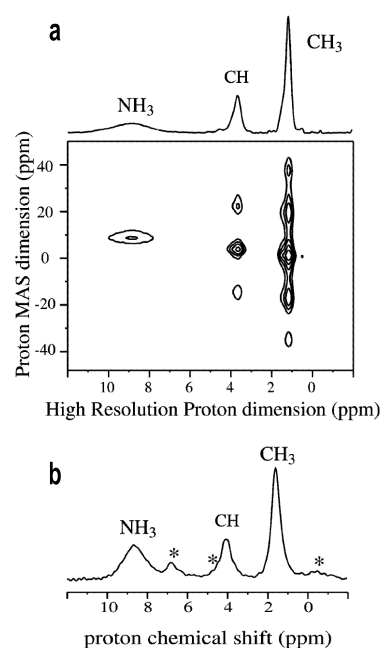 a
CH3
CH
NH3
Proton MAS dimension (ppm)
40
20
0
-20
-40
10 8 6 4 2 0
High Resolution Proton dimension (ppm)
b
CH3
NH3 CH
* * *
10 8 6 4 2 0
proton chemical shift (ppm)